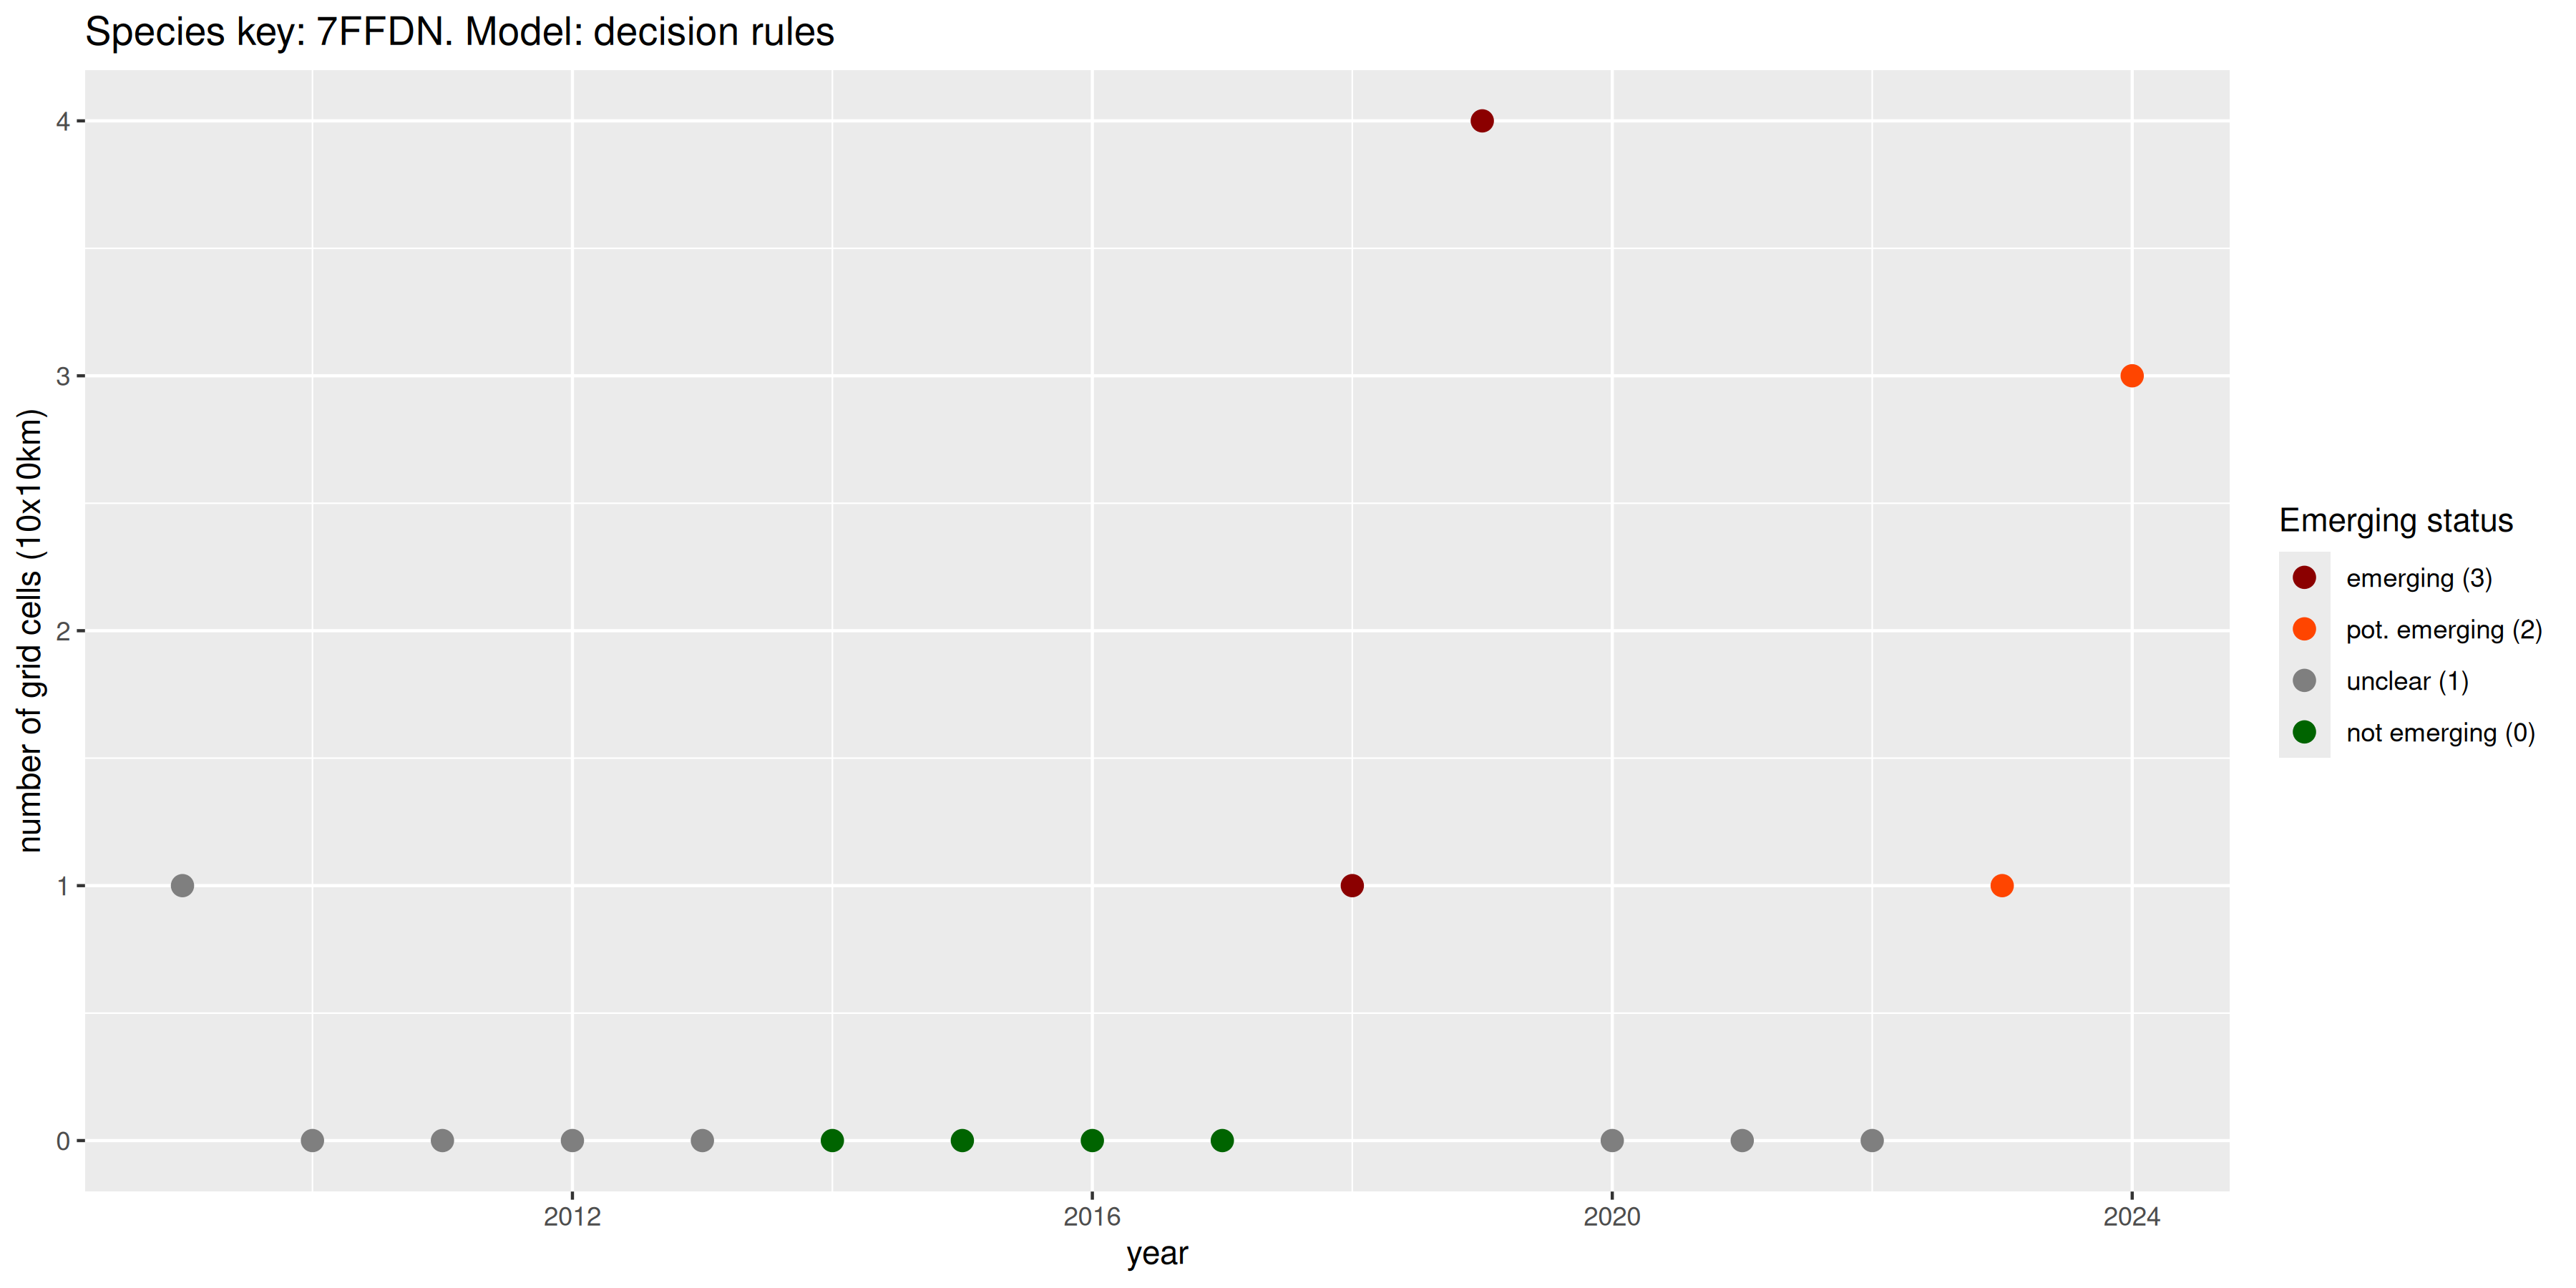 Species key: 7FFDN. Model: decision rules
number of grid cells (10x10km)
4
3
2
1
0
2012
2016
2020
2024
year
Emerging status
emerging (3)
pot. emerging (2)
unclear (1)
not emerging (0)